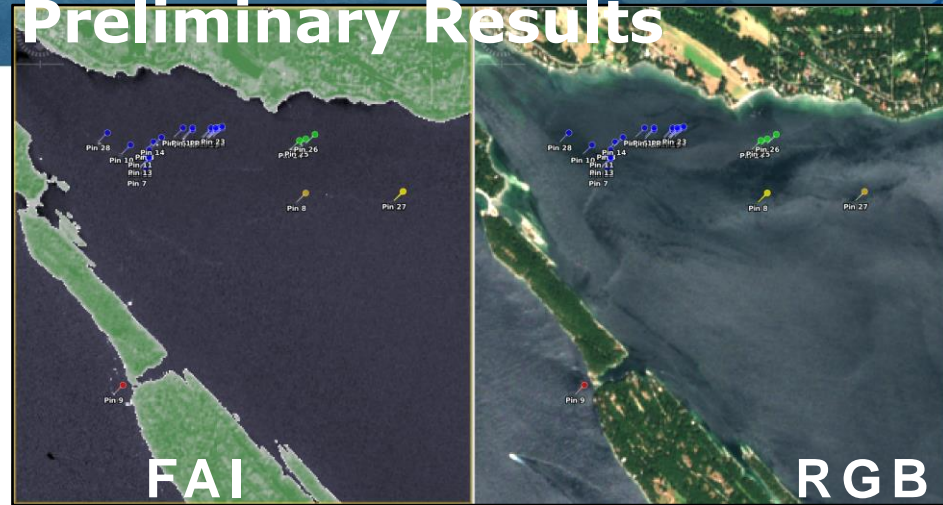 Preliminary Results
Pin 28
Pin 10
Pin 14
Pin 11
Pin 13
Pin 7
Pin 23
Pin 26
Pin 8
Pin 27
Pin 9
FAI
Pin 28
Pin 10
Pin 14
Pin 11
Pin 13
Pin 7
Pin 23
Pin 26
Pin 8
Pin 27
Pin 9
RGB